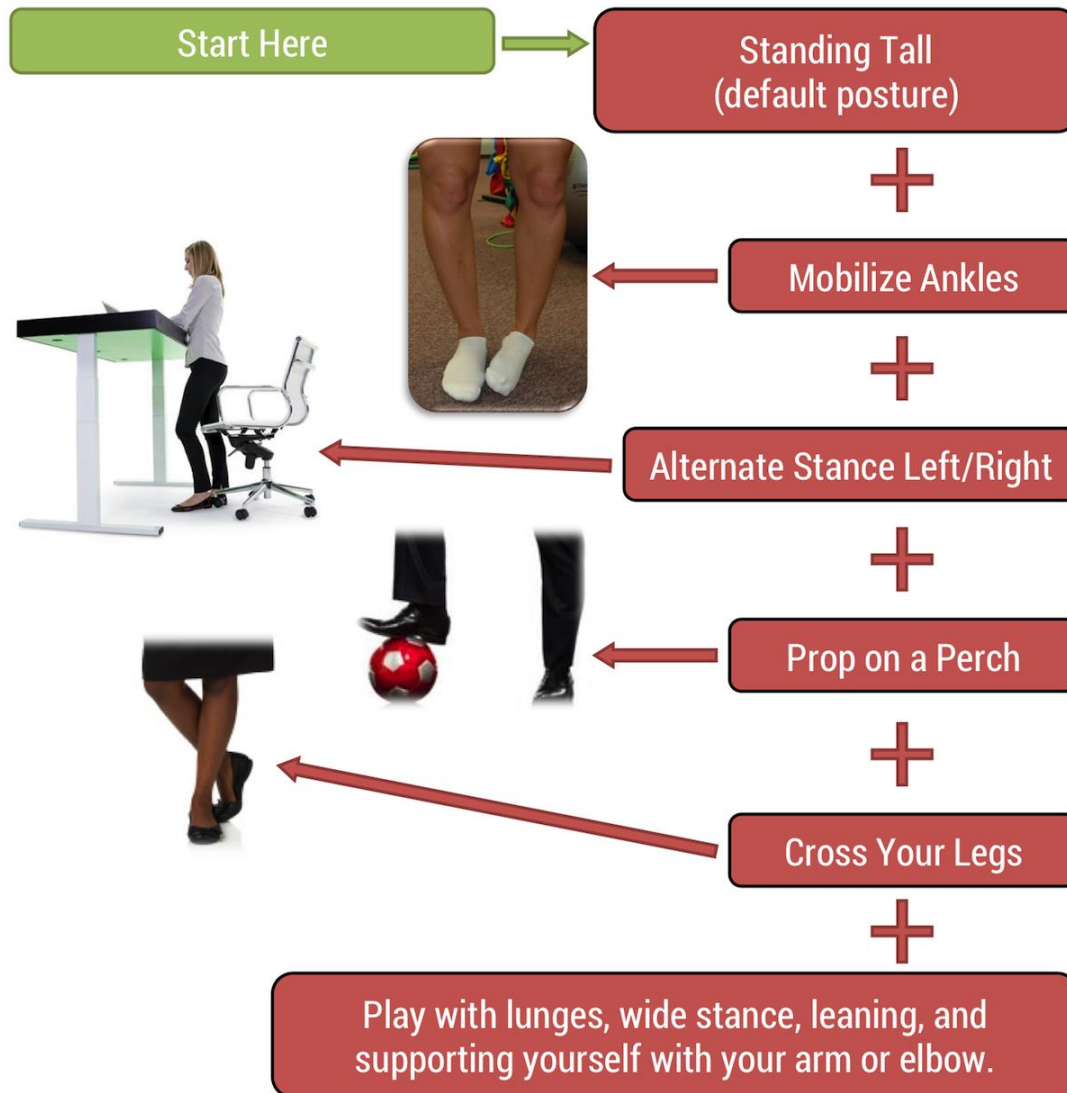 Start Here
Standing Tall
(default posture)
Mobilize Ankles
Alternate Stance Left/Right
Prop on a Perch
Cross Your Legs
Play with lunges, wide stance, leaning, and
supporting yourself with your arm or elbow.